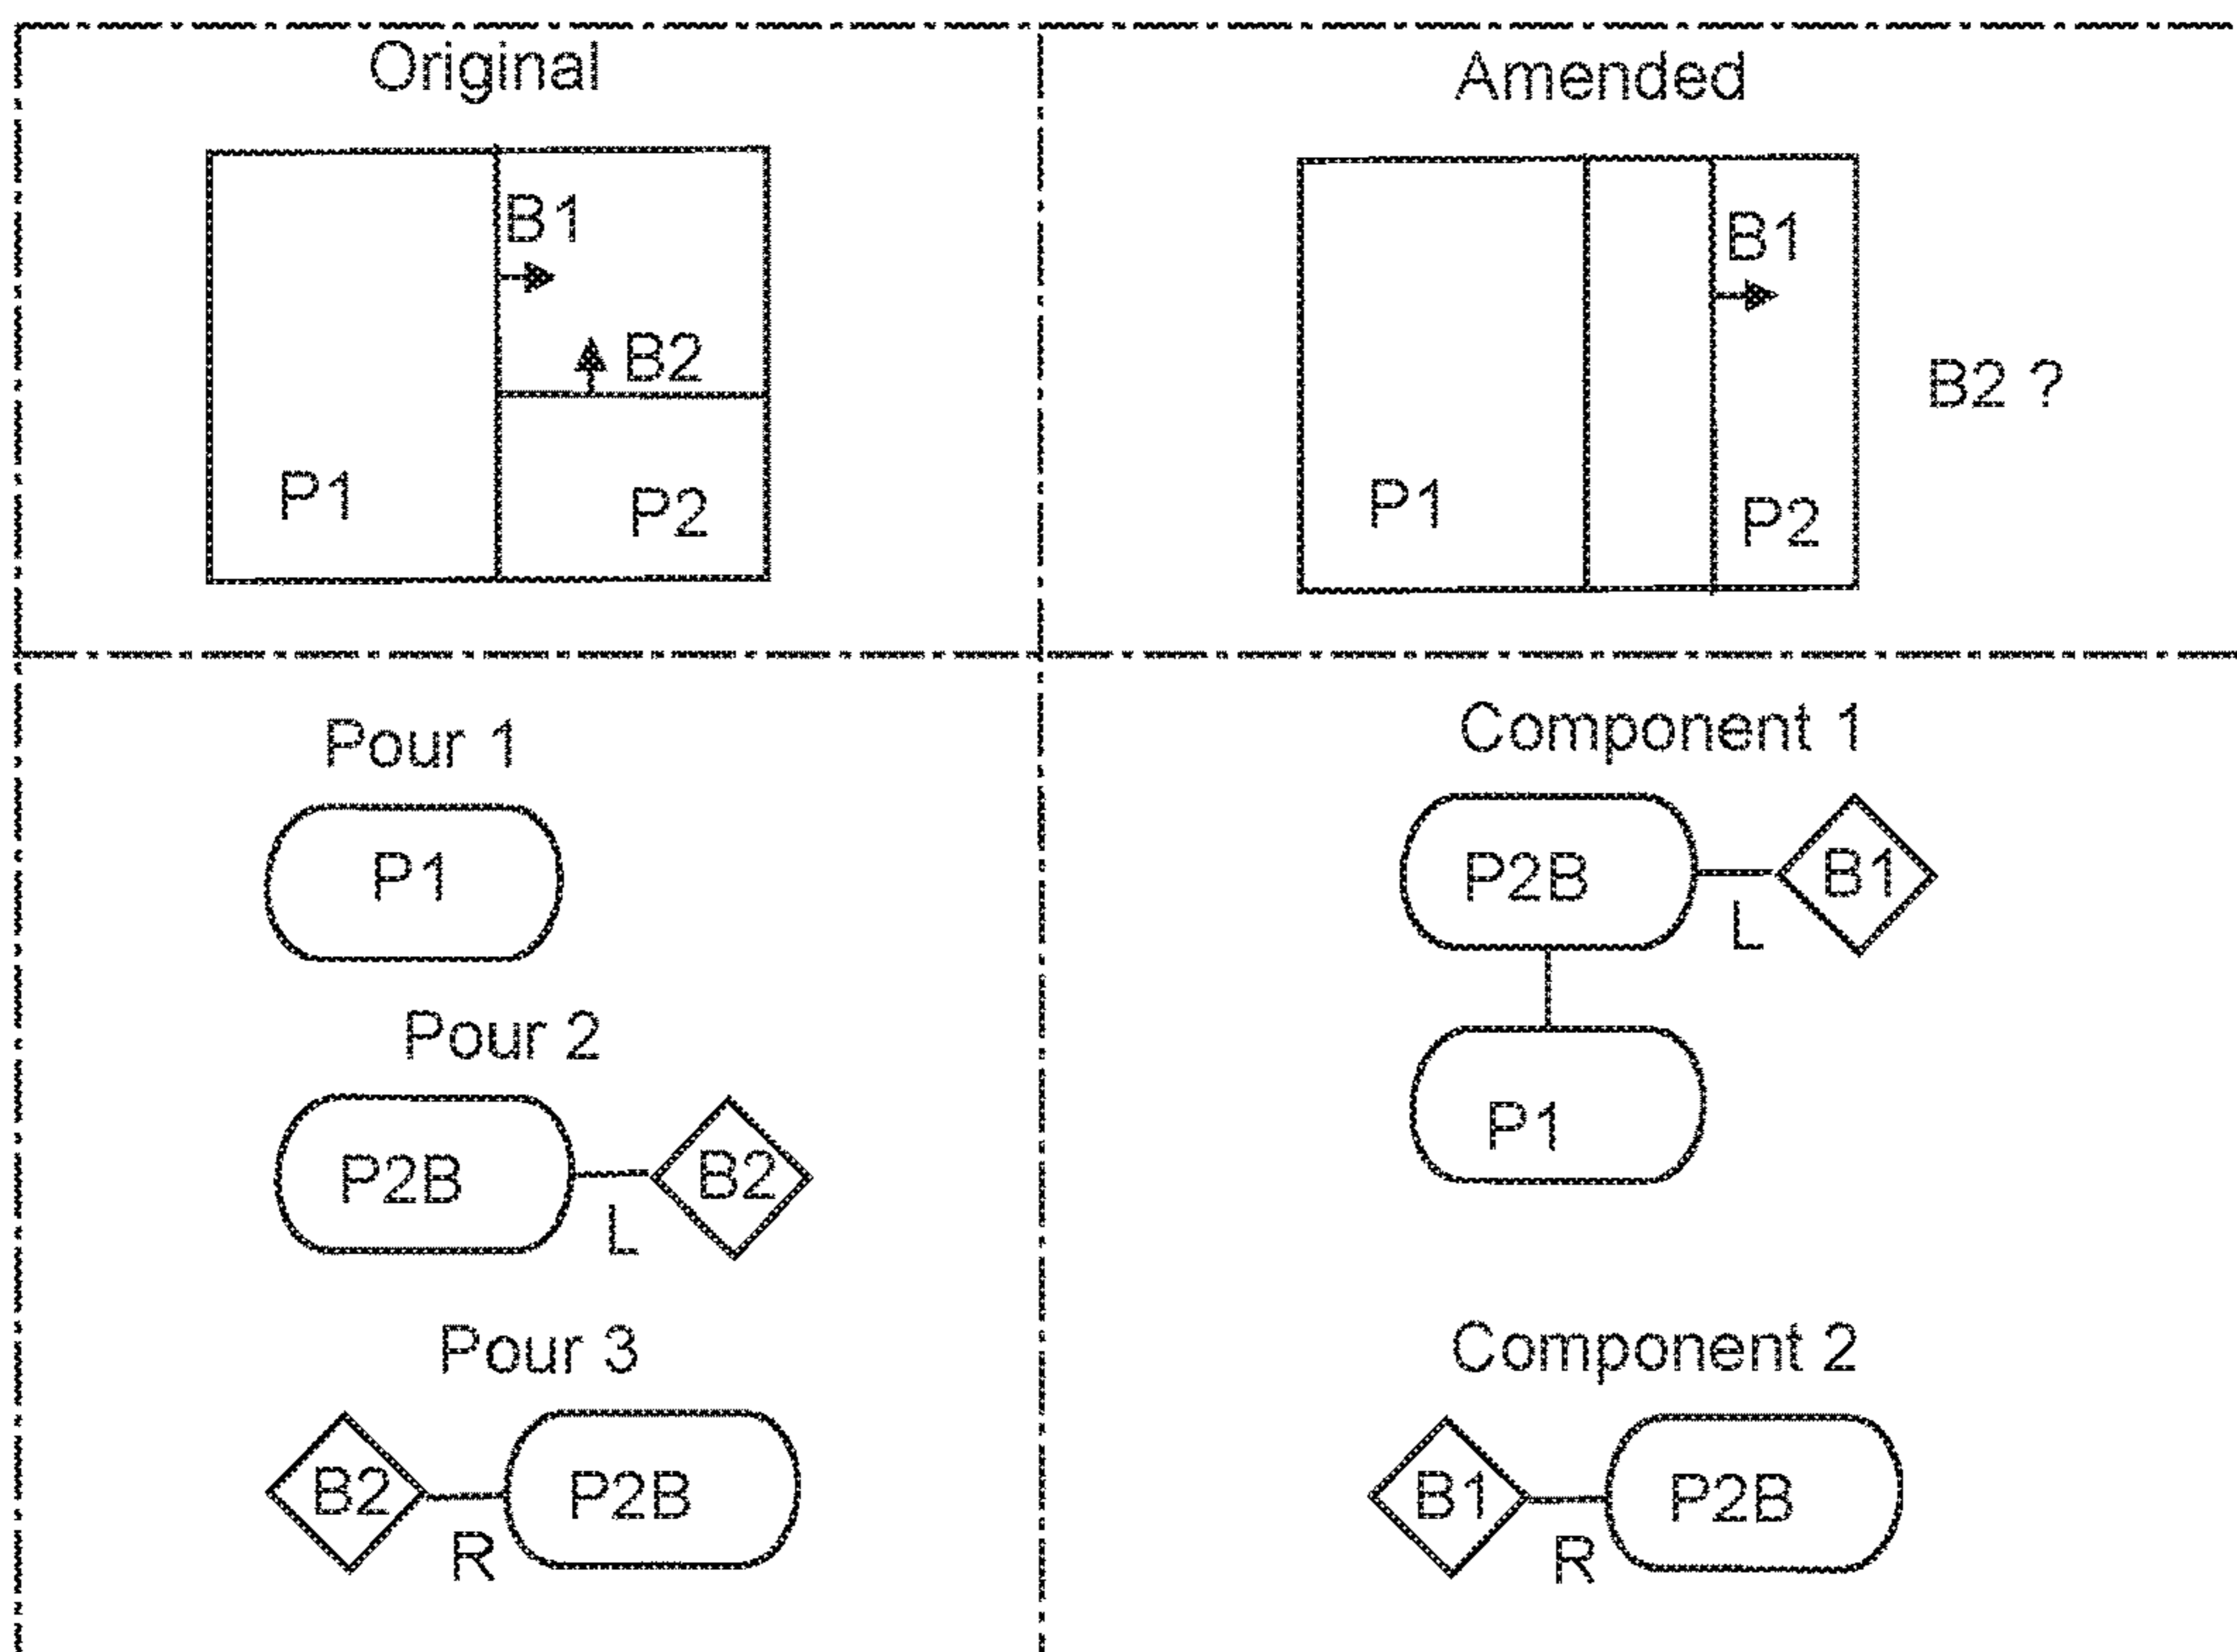 Original
B1
B2
P1
P2
Amended
B1
B2 ?
P1
P2
Pour 1
P1
Pour 2
P2B
L
B2
Pour 3
B2
R
P2B
Component 1
P2B
L
B1
P1
Component 2
B1
R
P2B